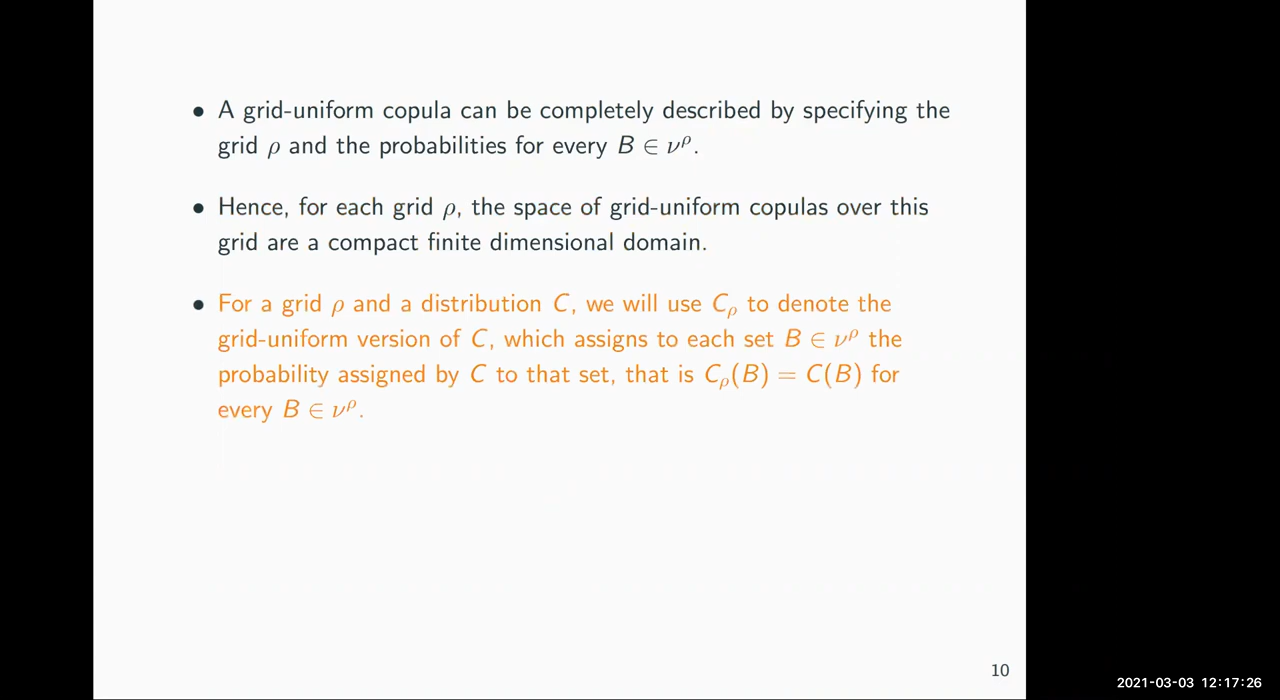 • A grid-uniform copula can be completely described by specifying the
grid ρ and the probabilities for every B ∈ ν^ρ.
• Hence, for each grid ρ, the space of grid-uniform copulas over this
grid are a compact finite dimensional domain.
• For a grid ρ and a distribution C, we will use C_ρ to denote the
grid-uniform version of C, which assigns to each set B ∈ ν^ρ the
probability assigned by C to that set, that is C_ρ(B) = C(B) for
every B ∈ ν^ρ.
10
2021-03-03 12:17:26